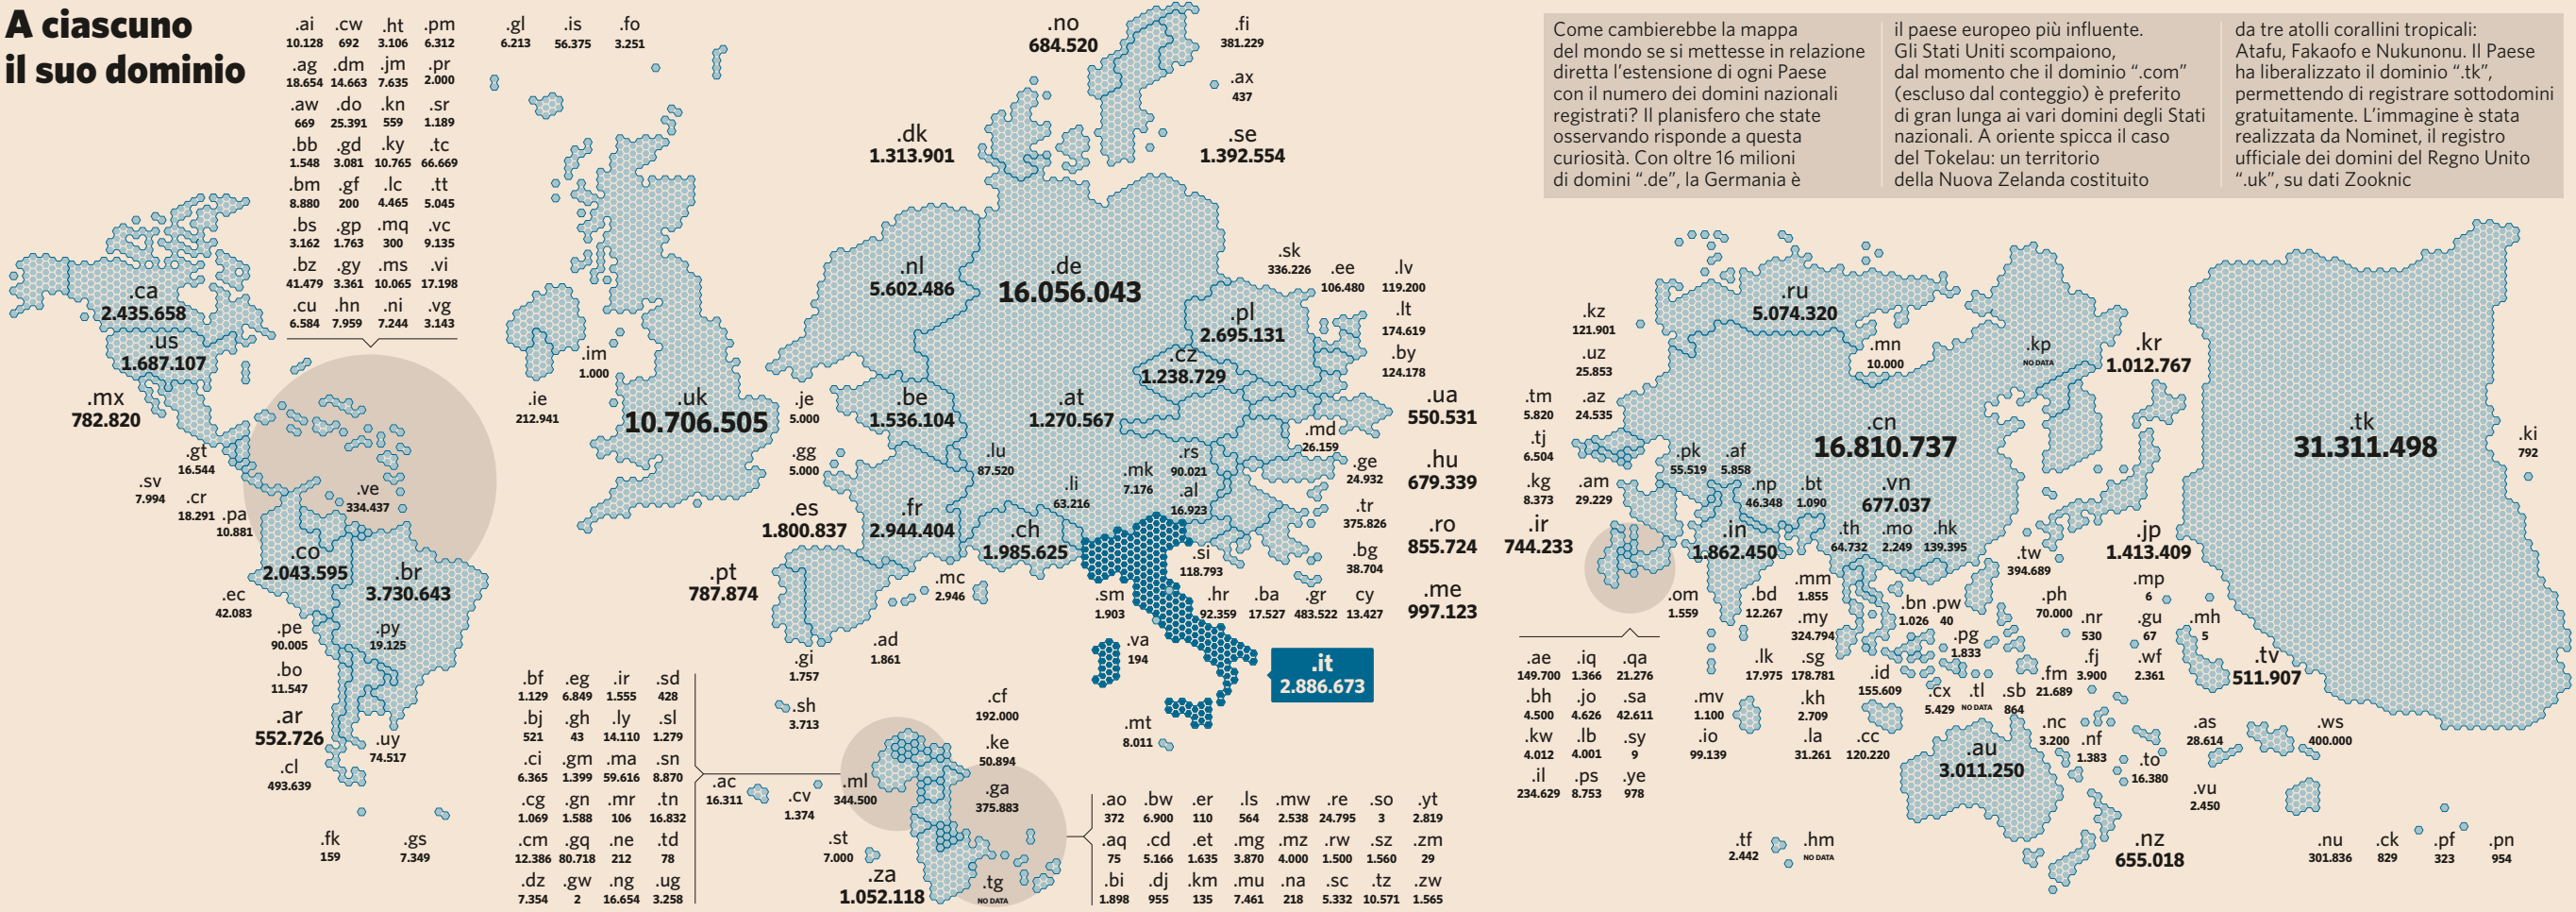 A ciascuno
il suo dominio
.ai .cw .ht .pm
10.128 692 3.106 6.312
.ag .dm .jm .pr
18.654 14.663 7.635 2.000
.aw .do .kn .sr
669 25.391 559 1.189
.bb .gd .ky .tc
1.548 3.081 10.765 66.669
.bm .gf .lc .tt
8.880 200 4.465 5.045
.bs .gp .mq .vc
3.162 1.763 300 9.135
.bz .gy .ms .vi
41.479 3.361 10.065 17.198
.cu .hn .ni .vg
6.584 7.959 7.244 3.143
.ca
2.435.658
.us
1.687.107
.mx
782.820
.gt
16.544
.sv
7.994
.cr
18.291
.pa
10.881
.ve
334.437
.co
2.043.595
.br
3.730.643
.ec
42.083
.pe
90.005
.py
19.125
.bo
11.547
.ar
552.726
.uy
74.517
.cl
493.639
.fk
159
.gs
7.349
.gl
6.213
.is
56.375
.fo
3.251
.no
684.520
.fi
381.229
.ax
437
.dk
1.313.901
.se
1.392.554
.im
1.000
.ie
212.941
.uk
10.706.505
.je
5.000
.gg
5.000
.nl
5.602.486
.de
16.056.043
.sk
336.226
.ee
106.480
.lv
119.200
.pl
2.695.131
.lt
174.619
.cz
1.238.729
.by
124.178
.be
1.536.104
.at
1.270.567
.ua
550.531
.md
26.159
.lu
87.520
.rs
90.021
.mk
7.176
.ge
24.932
.hu
679.339
.li
63.216
.al
16.923
.es
1.800.837
.fr
2.944.404
.ch
1.985.625
.tr
375.826
.ro
855.724
.si
118.793
.bg
38.704
.pt
787.874
.mc
2.946
.sm
1.903
.hr
92.359
.ba
17.527
.gr
483.522
cy
13.427
.me
997.123
.ad
1.861
.va
194
.gi
1.757
.it
2.886.673
.mt
8.011
.sh
3.713
.bf .eg .ir .sd
1.129 6.849 1.555 428
.bj .gh .ly .sl
521 43 14.110 1.279
.ci .gm .ma .sn
6.365 1.399 59.616 8.870
.cg .gn .mr .tn
1.069 1.588 106 16.832
.cm .gq .ne .td
12.386 80.718 212 78
.dz .gw .ng .ug
7.354 2 16.654 3.258
.cf
192.000
.ke
50.894
.ac
16.311
.cv
1.374
.ml
344.500
.ga
375.883
.st
7.000
.za
1.052.118
.tg
NO DATA
.ao .bw .er .ls .mw .re .so .yt
372 6.900 110 564 2.538 24.795 3 2.819
.aq .cd .et .mg .mz .rw .sz .zm
75 5.166 1.635 3.870 4.000 1.500 1.560 29
.bi .dj .km .mu .na .sc .tz .zw
1.898 955 135 7.461 218 5.332 10.571 1.565
Come cambierebbe la mappa
del mondo se si mettesse in relazione
diretta l'estensione di ogni Paese
con il numero dei domini nazionali
registrati? Il planisfero che state
osservando risponde a questa
curiosità. Con oltre 16 milioni
di domini “.de”, la Germania è
il paese europeo più influente.
Gli Stati Uniti scompaiono,
dal momento che il dominio “.com”
(escluso dal conteggio) è preferito
di gran lunga ai vari domini degli Stati
nazionali. A oriente spicca il caso
del Tokelau: un territorio
della Nuova Zelanda costituito
da tre atolli corallini tropicali:
Atafu, Fakaofo e Nukunonu. Il Paese
ha liberalizzato il dominio “.tk”,
permettendo di registrare sottodomini
gratuitamente. L'immagine è stata
realizzata da Nominet, il registro
ufficiale dei domini del Regno Unito
“.uk”, su dati Zooknic
.kz
121.901
.uz
25.853
.tm
5.820
.az
24.535
.tj
6.504
.kg
8.373
.am
29.229
.ir
744.233
.ru
5.074.320
.mn
10.000
.kp
NO DATA
.kr
1.012.767
.cn
16.810.737
.pk
55.519
.af
5.858
.np
46.348
.bt
1.090
.vn
677.037
.in
1.862.450
.th
64.732
.mo
2.249
.hk
139.395
.jp
1.413.409
.tw
394.689
.om
1.559
.bd
12.267
.mm
1.855
.my
324.794
.bn
1.026
.pw
40
.ph
70.000
.mp
6
.nr
530
.gu
67
.mh
5
.pg
1.833
.ae .iq .qa
149.700 1.366 21.276
.bh .jo .sa
4.500 4.626 42.611
.kw .lb .sy
4.012 4.001 9
.il .ps .ye
234.629 8.753 978
.lk
17.975
.sg
178.781
.id
155.609
.fm
21.689
.fj
3.900
.wf
2.361
.tv
511.907
.mv
1.100
.kh
2.709
.cx
5.429
.tl
NO DATA
.sb
864
.io
99.139
.la
31.261
.cc
120.220
.nc
3.200
.nf
1.383
.as
28.614
.ws
400.000
.au
3.011.250
.to
16.380
.vu
2.450
.tf
2.442
.hm
NO DATA
.nz
655.018
.nu
301.836
.ck
829
.pf
323
.pn
954
.tk
31.311.498
.ki
792